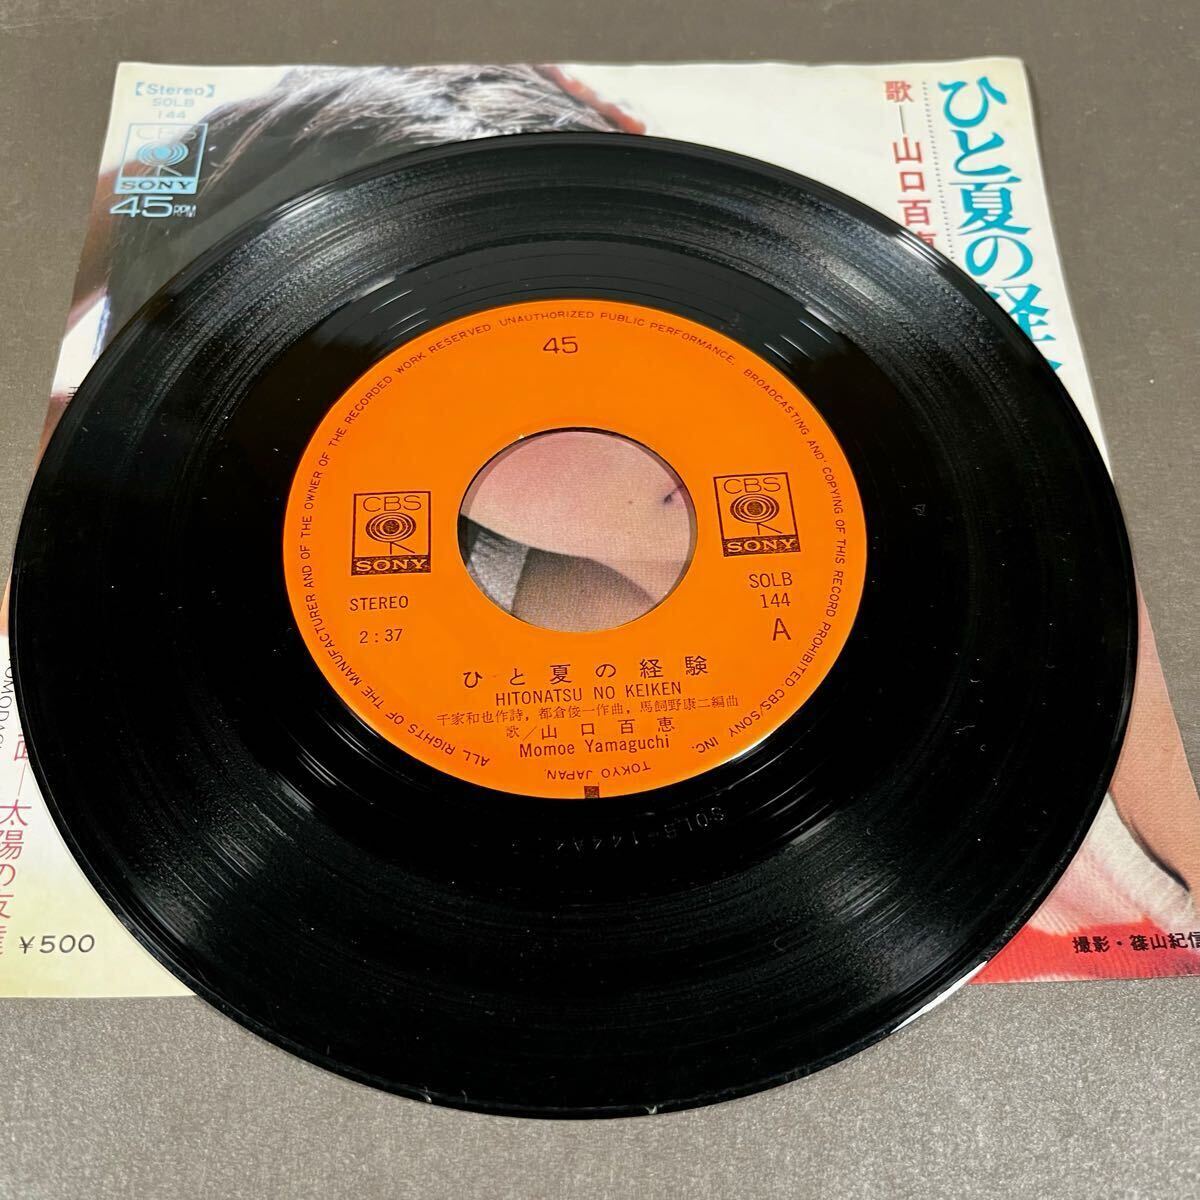 【Stereo】
SOLB
144
CBS
SONY
45RPM
ひと夏の経
歌—山口百
45
ALL RIGHTS OF THE MANUFACTURER AND OF THE OWNER OF THE RECORDED WORK RESERVED UNAUTHORIZED PUBLIC PERFORMANCE, BROADCASTING AND COPYING OF THIS RECORD PROHIBITED. CBS/SONY INC. TOKYO JAPAN.
CBS
SONY
CBS
SONY
STEREO
2:37
SOLB
144
A
ひと夏の経験
HITONATSU NO KEIKEN
千家和也作詩, 都倉俊一作曲, 馬飼野康二編曲
歌/山口百恵
Momoe Yamaguchi
SOLB-144A
面—太陽の友達
¥500
撮影・篠山紀信